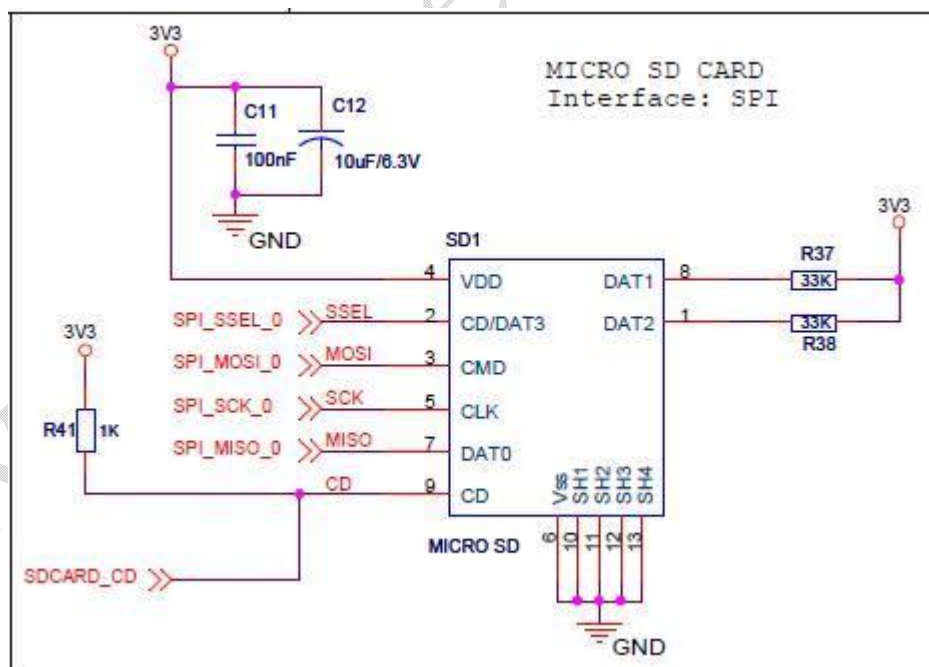 3V3
MICRO SD CARD
Interface: SPI
C11
C12
100nF
10uF/6.3V
GND
3V3
SD1
R37
4 VDD
DAT1 8
33K
SPI_SSEL_0 SSEL 2 CD/DAT3
DAT2 1
33K
R38
3V3
SPI_MOSI_0 MOSI 3 CMD
SPI_SCK_0 SCK 5 CLK
R41 1K
SPI_MISO_0 MISO 7 DAT0
CD 9 CD
Vss SH1 SH2 SH3 SH4
MICRO SD
6 10 11 12 13
SDCARD_CD
GND